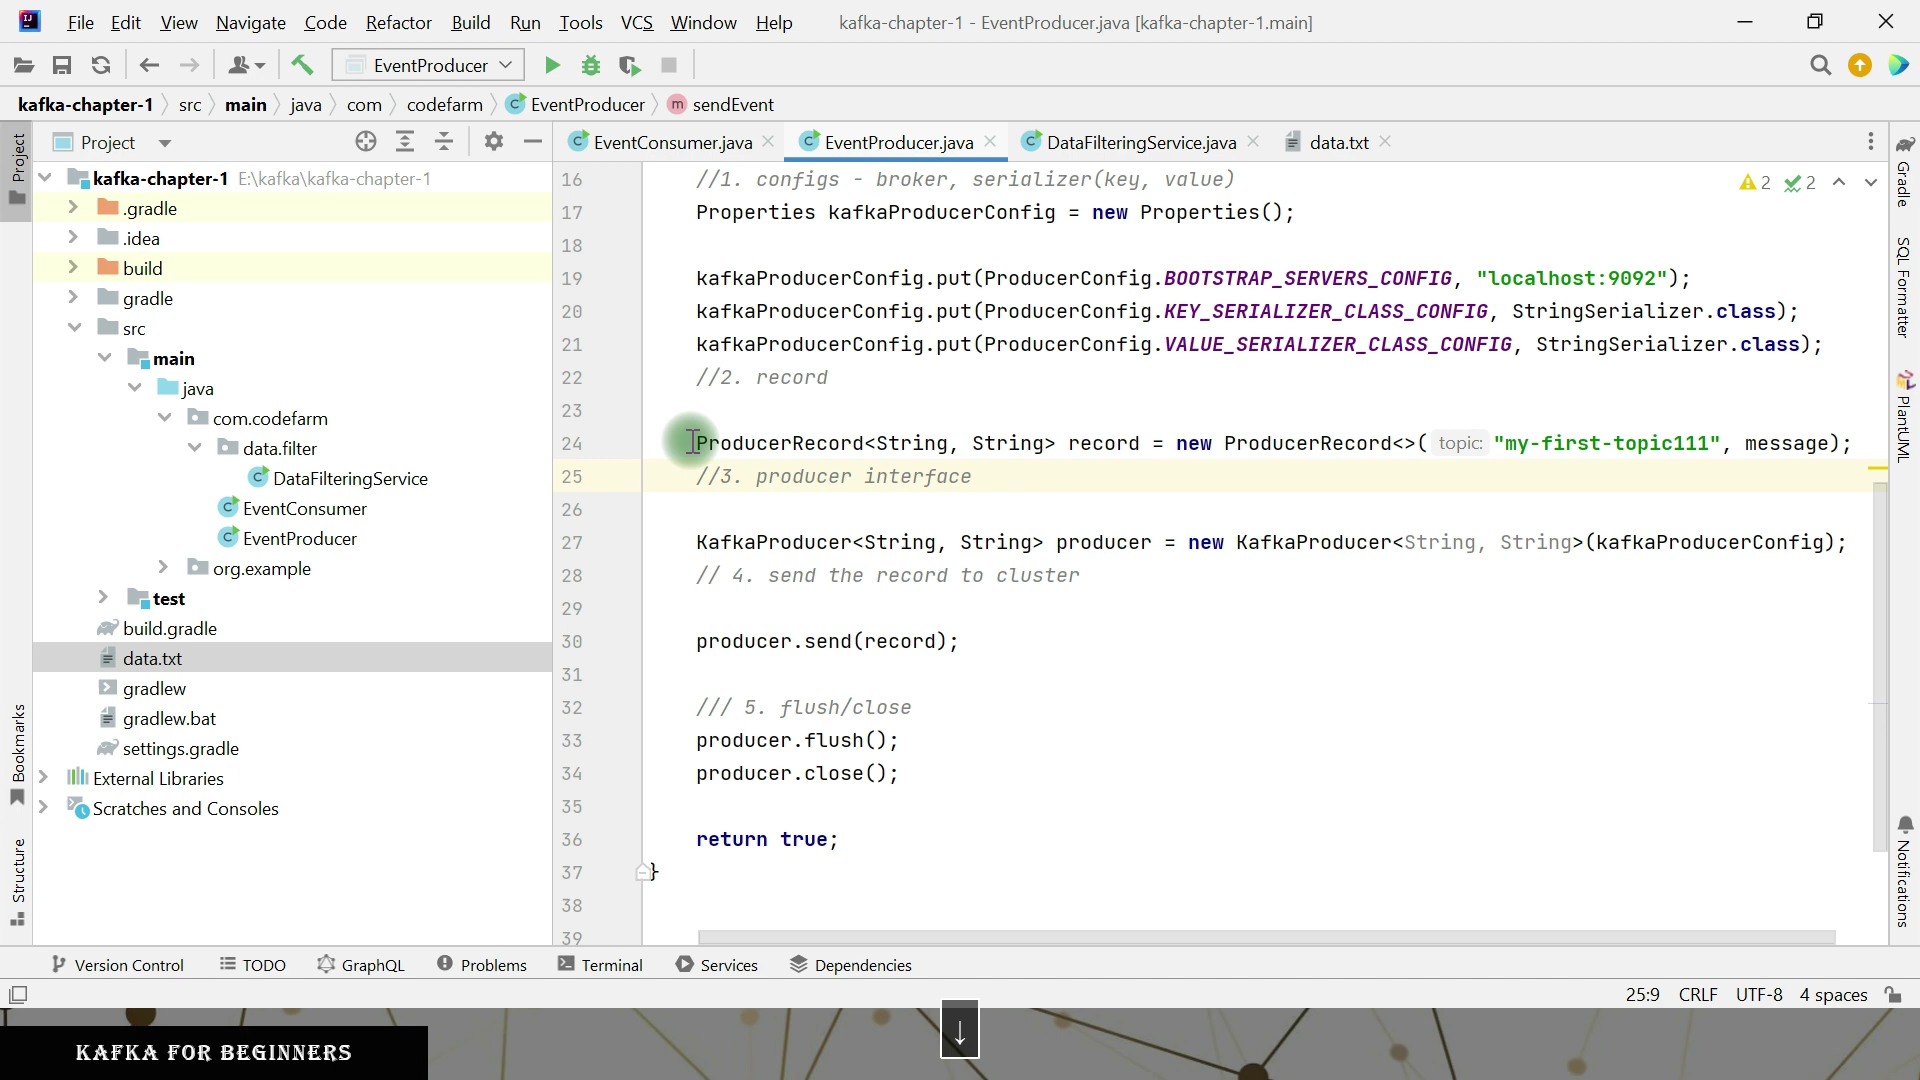 File Edit View Navigate Code Refactor Build Run Tools VCS Window Help kafka-chapter-1 - EventProducer.java [kafka-chapter-1.main]
EventProducer
kafka-chapter-1 src main java com codefarm EventProducer sendEvent
Project
EventConsumer.java EventProducer.java DataFilteringService.java data.txt
kafka-chapter-1 E:\kafka\kafka-chapter-1
.gradle
.idea
build
gradle
src
main
java
com.codefarm
data.filter
DataFilteringService
EventConsumer
EventProducer
org.example
test
build.gradle
data.txt
gradlew
gradlew.bat
settings.gradle
External Libraries
Scratches and Consoles
Project
Bookmarks
Structure
2 2
16 //1. configs - broker, serializer(key, value)
17 Properties kafkaProducerConfig = new Properties();
18
19 kafkaProducerConfig.put(ProducerConfig.BOOTSTRAP_SERVERS_CONFIG, "localhost:9092");
20 kafkaProducerConfig.put(ProducerConfig.KEY_SERIALIZER_CLASS_CONFIG, StringSerializer.class);
21 kafkaProducerConfig.put(ProducerConfig.VALUE_SERIALIZER_CLASS_CONFIG, StringSerializer.class);
22 //2. record
23
24 ProducerRecord<String, String> record = new ProducerRecord<>( topic: "my-first-topic111", message);
25 //3. producer interface
26
27 KafkaProducer<String, String> producer = new KafkaProducer<String, String>(kafkaProducerConfig);
28 // 4. send the record to cluster
29
30 producer.send(record);
31
32 /// 5. flush/close
33 producer.flush();
34 producer.close();
35
36 return true;
37 }
38
39
Gradle
SQL Formatter
PlantUML
Notifications
Version Control TODO GraphQL Problems Terminal Services Dependencies
25:9 CRLF UTF-8 4 spaces
↓
KAFKA FOR BEGINNERS